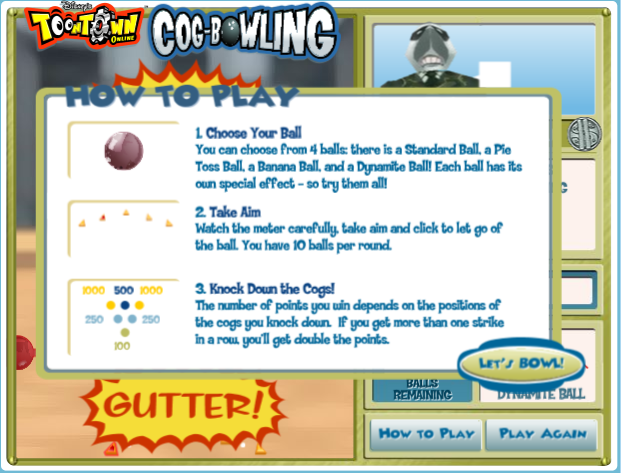 Disney's
TOONTOWN
ONLINE
COG-BOWLING
HOW TO PLAY
1. Choose Your Ball
You can choose from 4 balls: there is a Standard Ball, a Pie
Toss Ball, a Banana Ball, and a Dynamite Ball! Each ball has its
own special effect - so try them all!
2. Take Aim
Watch the meter carefully, take aim and click to let go of
the ball. You have 10 balls per round.
1000 500 1000
250 250
100
3. Knock Down the Cogs!
The number of points you win depends on the positions of
the cogs you knock down. If you get more than one strike
in a row, you'll get double the points.
LET'S BOWL!
GUTTER!
BALLS
REMAINING
DYNAMITE BALL
HOW TO PLAY
PLAY AGAIN